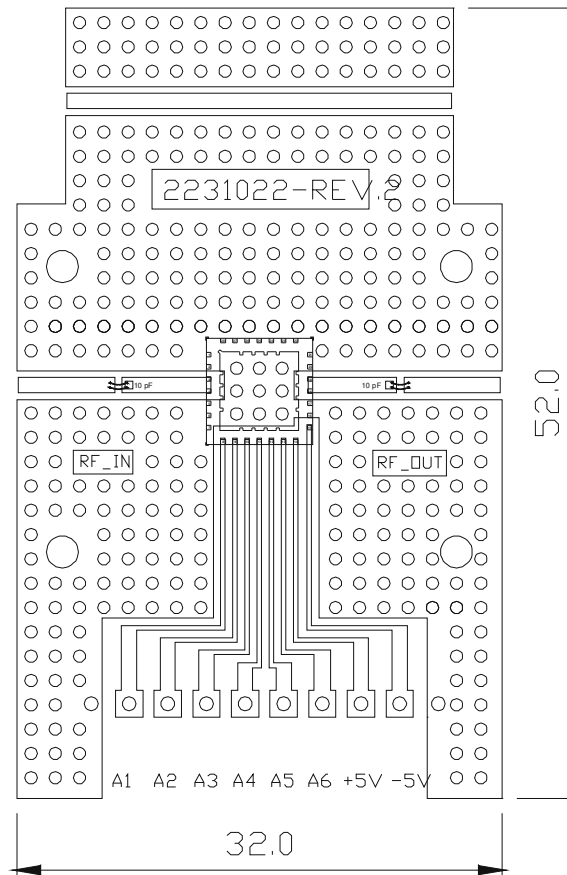 2231022-REV.2
10 pF
10 pF
RF_IN
RF_OUT
52.0
A1 A2 A3 A4 A5 A6 +5V -5V
32.0